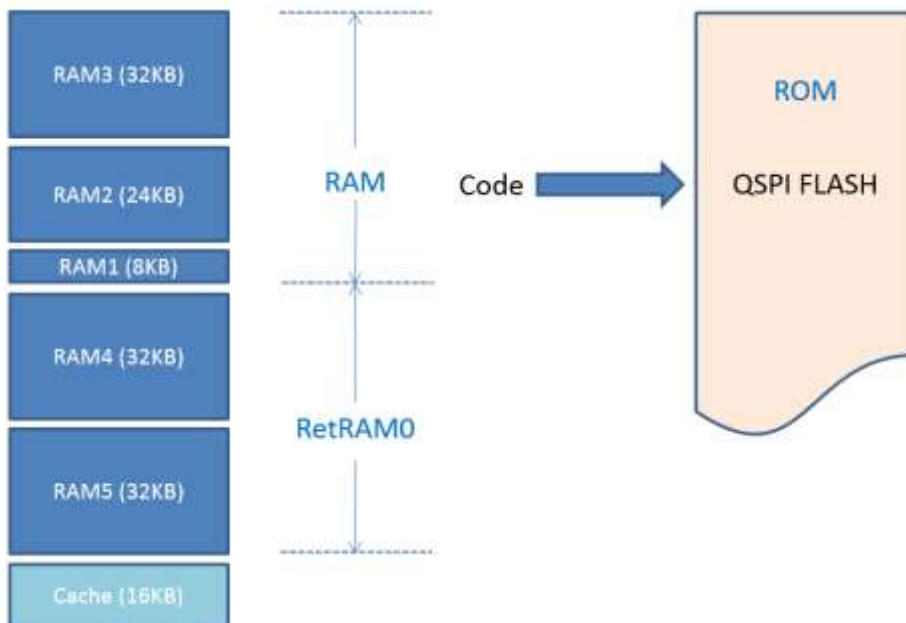 RAM3 (32KB)
RAM2 (24KB)
RAM1 (8KB)
RAM4 (32KB)
RAM5 (32KB)
Cache (16KB)
RAM
RetRAM0
Code
ROM
QSPI FLASH